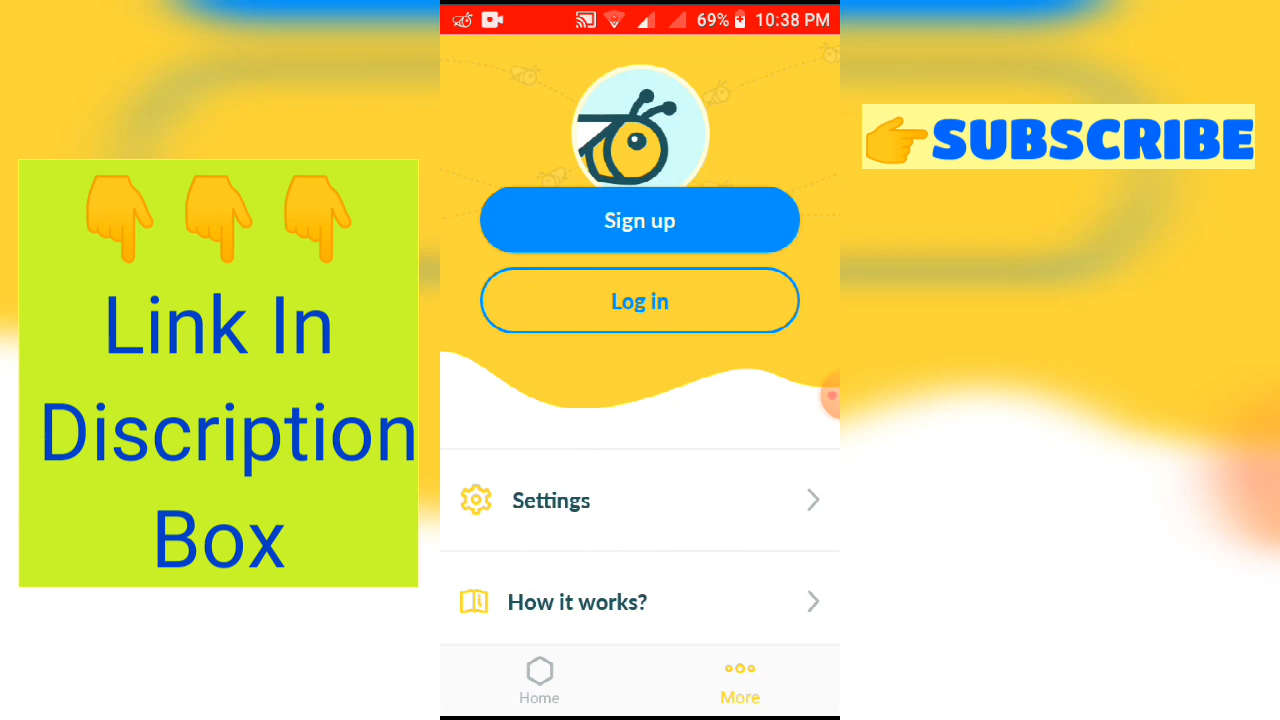 69% 10:38 PM
SUBSCRIBE
Link In
Discription
Box
Sign up
Log in
Settings
How it works?
Home
More